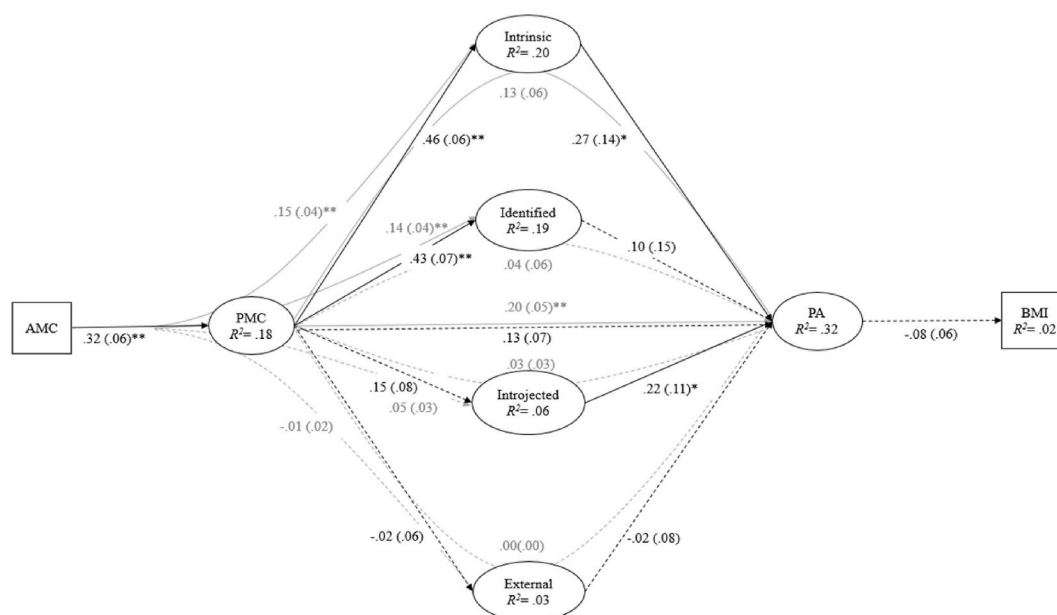 Intrinsic
R²= .20
.13 (.06)
.46 (.06)**
.27 (.14)*
.15 (.04)**
.14 (.04)**
Identified
R²= .19
.43 (.07)**
.10 (.15)
.04 (.06)
AMC
.32 (.06)**
PMC
R²= .18
.20 (.05)**
.13 (.07)
PA
R²= .32
-.08 (.06)
BMI
R²= .02
.03 (.03)
.15 (.08)
.05 (.03)
Introjected
R²= .06
.22 (.11)*
-.01 (.02)
-.02 (.06)
.00(.00)
-.02 (.08)
External
R²= .03